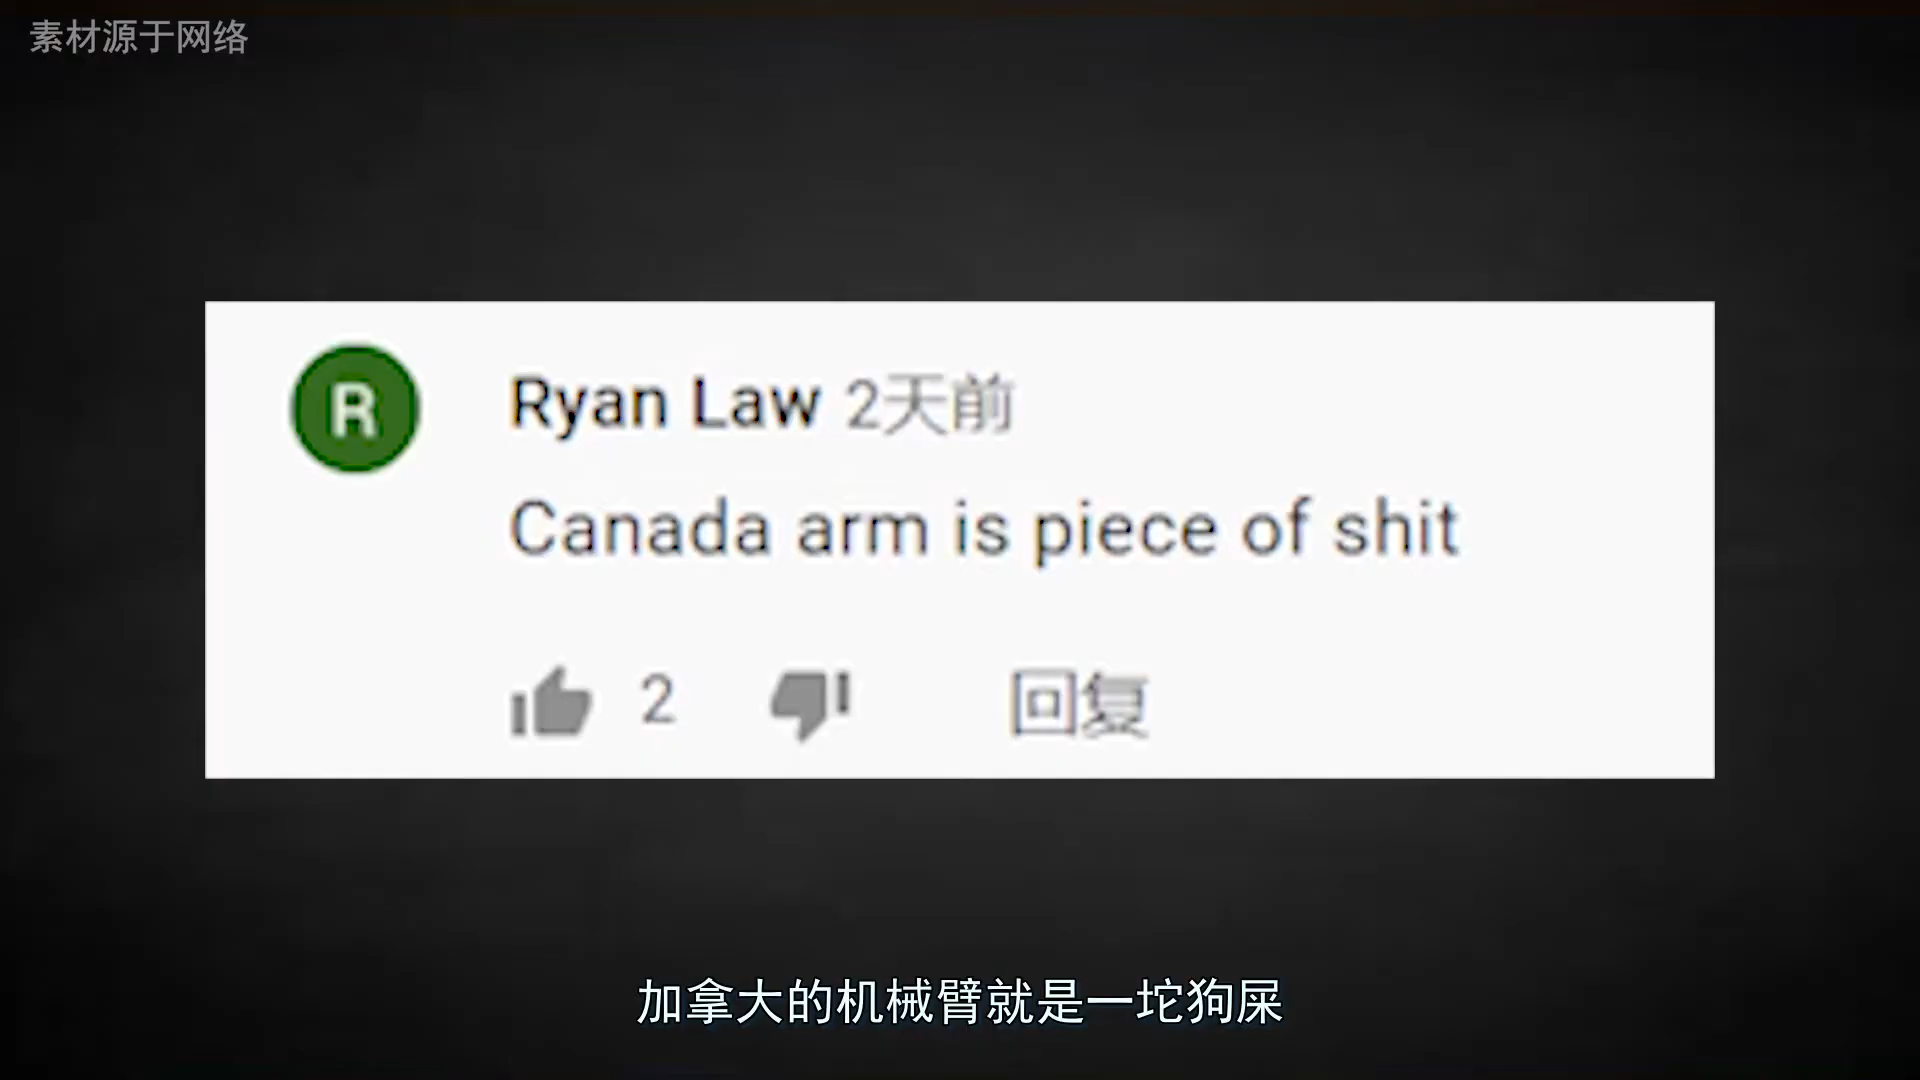 素材源于网络
R
Ryan Law 2天前
Canada arm is piece of shit
2
回复
加拿大的机械臂就是一坨狗屎